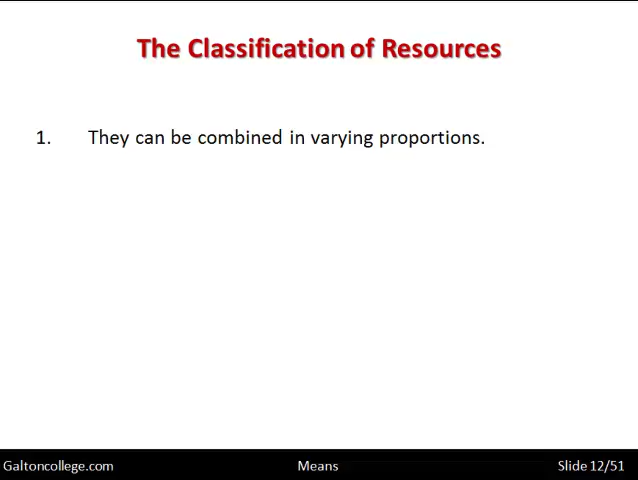 The Classification of Resources
1. They can be combined in varying proportions.
Galtoncollege.com Means Slide 12/51